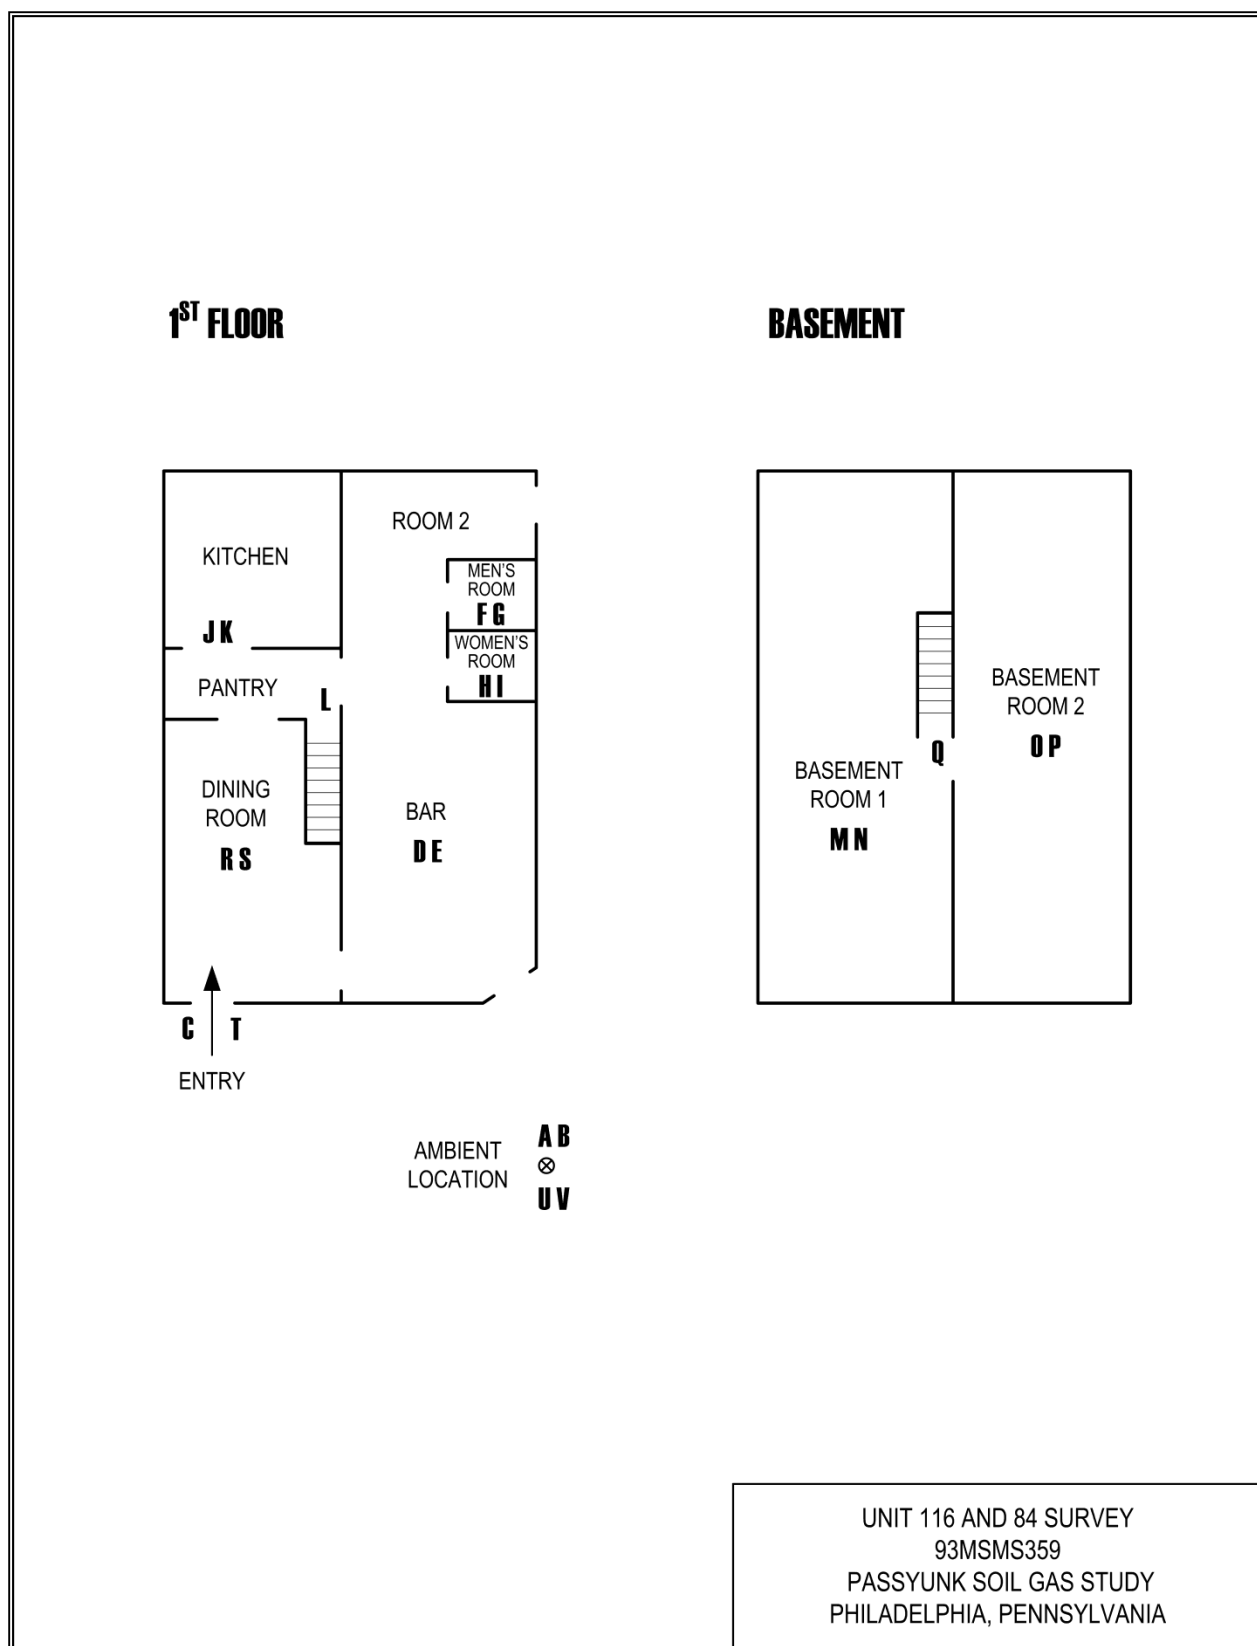 1ST FLOOR
BASEMENT
ROOM 2
KITCHEN
MEN'S
ROOM
F G
J K
WOMEN'S
ROOM
H I
PANTRY
L
DINING
ROOM
R S
BAR
D E
C T
ENTRY
AMBIENT
LOCATION
A B
U V
BASEMENT
ROOM 2
O P
Q
BASEMENT
ROOM 1
M N
UNIT 116 AND 84 SURVEY
93MSMS359
PASSYUNK SOIL GAS STUDY
PHILADELPHIA, PENNSYLVANIA